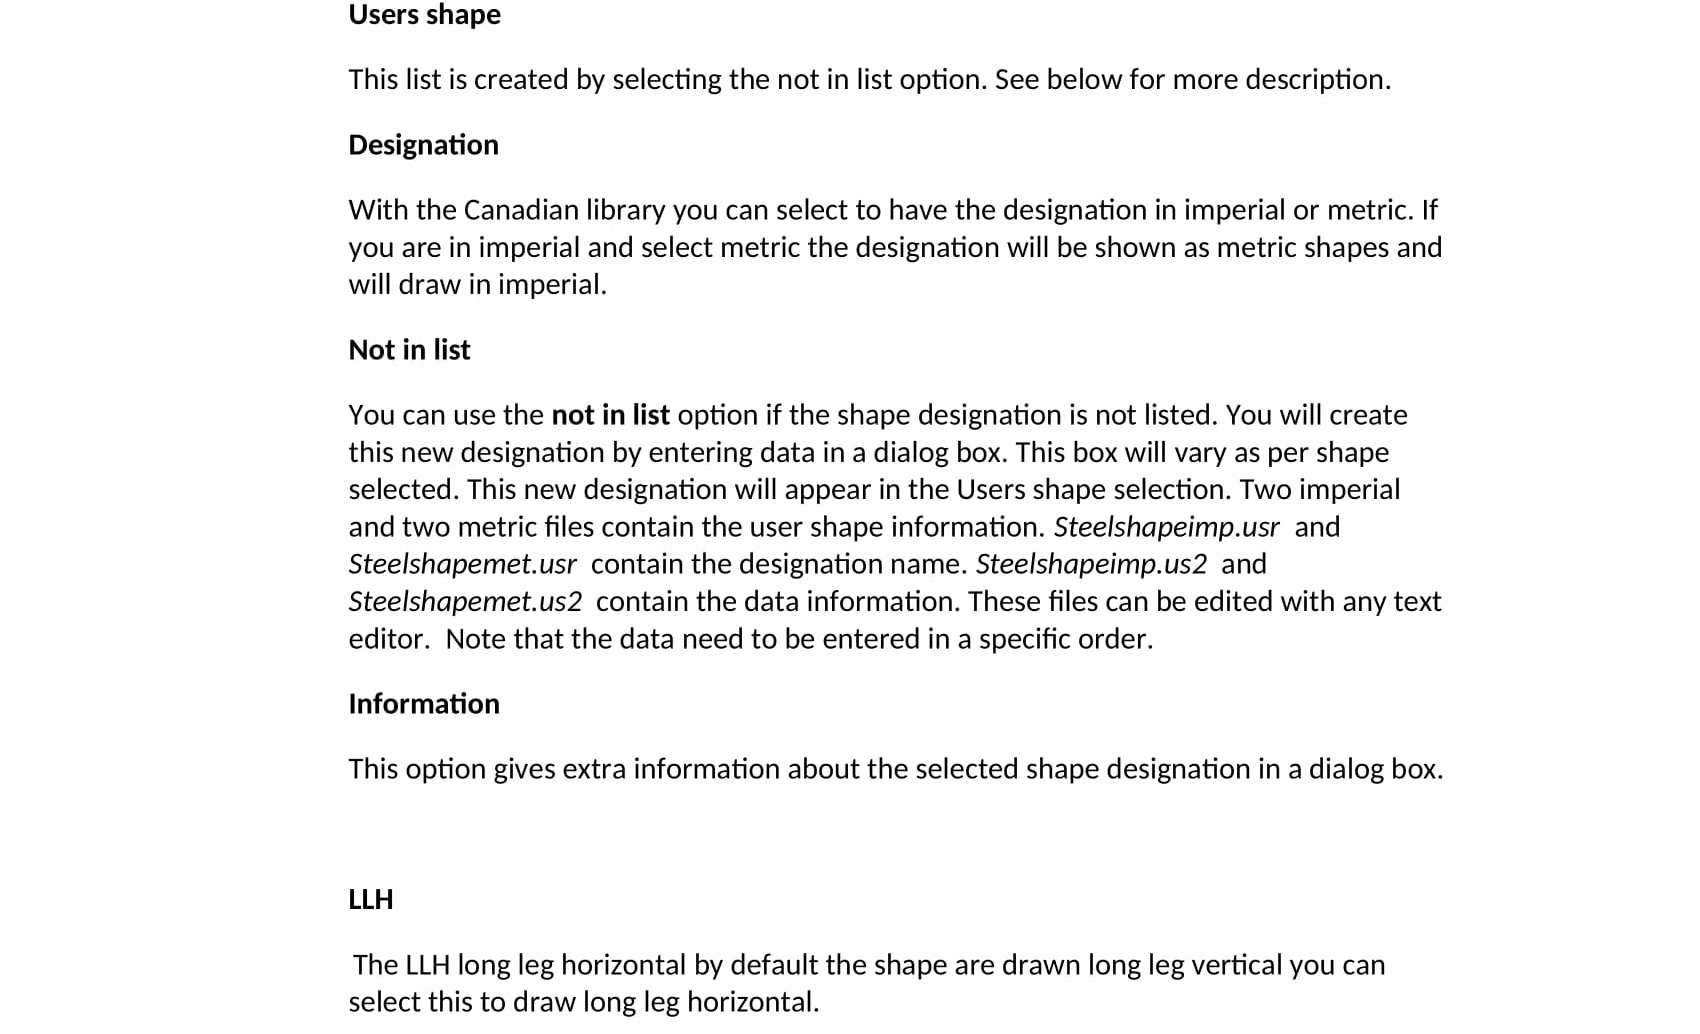 Users shape
This list is created by selecting the not in list option. See below for more description.
Designation
With the Canadian library you can select to have the designation in imperial or metric. If
you are in imperial and select metric the designation will be shown as metric shapes and
will draw in imperial.
Not in list
You can use the not in list option if the shape designation is not listed. You will create
this new designation by entering data in a dialog box. This box will vary as per shape
selected. This new designation will appear in the Users shape selection. Two imperial
and two metric files contain the user shape information. Steelshapeimp.usr  and
Steelshapemet.usr  contain the designation name. Steelshapeimp.us2  and
Steelshapemet.us2  contain the data information. These files can be edited with any text
editor.  Note that the data need to be entered in a specific order.
Information
This option gives extra information about the selected shape designation in a dialog box.
LLH
The LLH long leg horizontal by default the shape are drawn long leg vertical you can
select this to draw long leg horizontal.